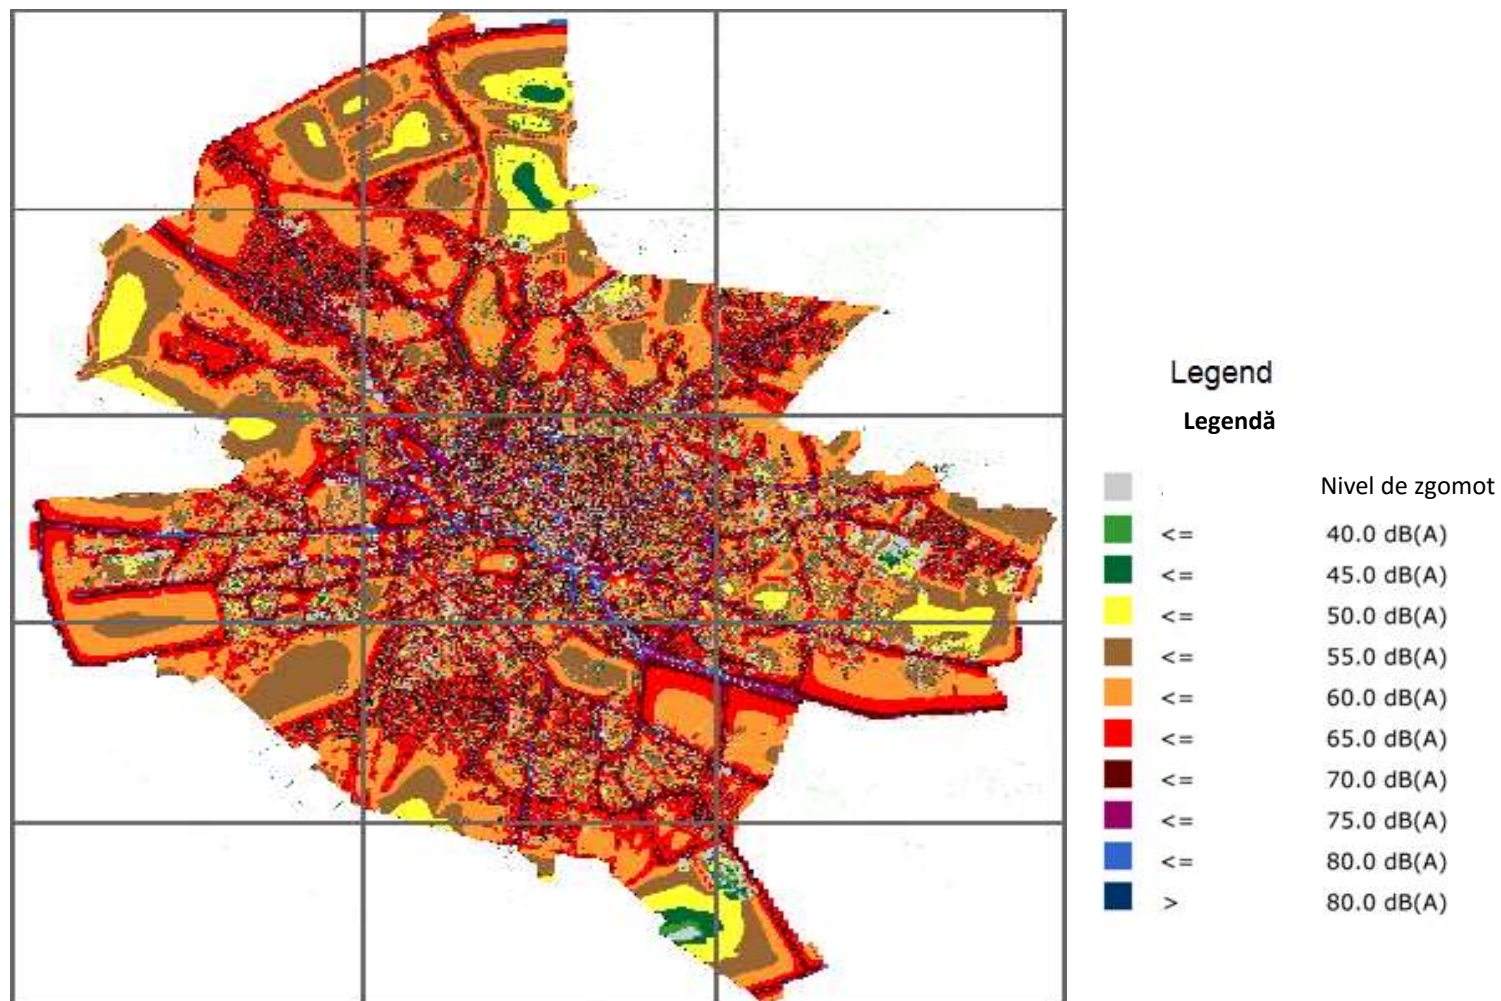 Legend
Legendă
Nivel de zgomot
<= 40.0 dB(A)
<= 45.0 dB(A)
<= 50.0 dB(A)
<= 55.0 dB(A)
<= 60.0 dB(A)
<= 65.0 dB(A)
<= 70.0 dB(A)
<= 75.0 dB(A)
<= 80.0 dB(A)
> 80.0 dB(A)